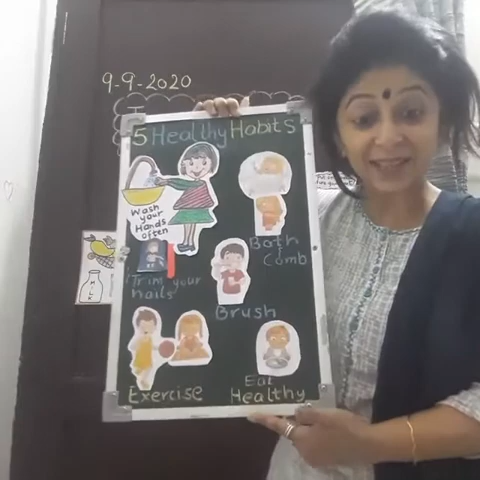 9-9-2020
5 Healthy Habits
Wash
your
Hands
often
Bath
Comb
Trim your
nails
MILK
Brush
Exercise
Eat
Healthy